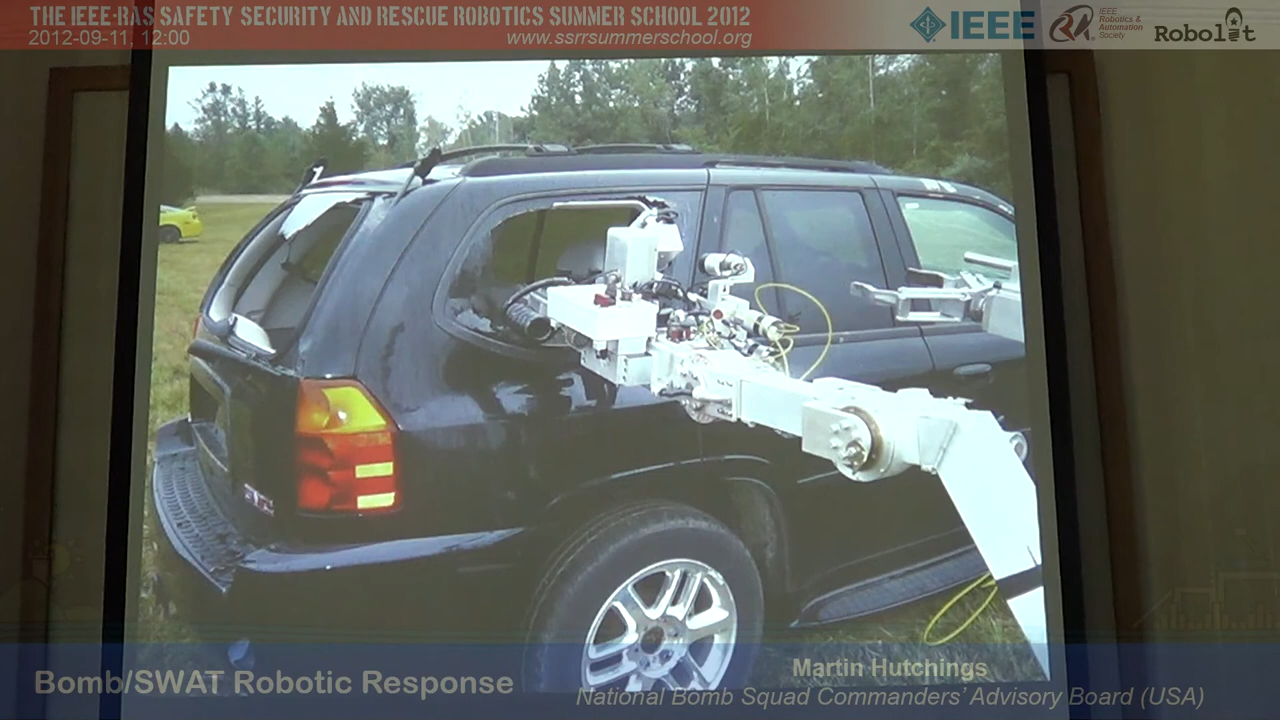 THE IEEE-RAS SAFETY SECURITY AND RESCUE ROBOTICS SUMMER SCHOOL 2012
2012-09-11, 12:00
www.ssrrsummerschool.org
IEEE
IEEE
Robotics &
Automation
Society
Robolit
GMC
Bomb/SWAT Robotic Response
Martin Hutchings
National Bomb Squad Commanders' Advisory Board (USA)